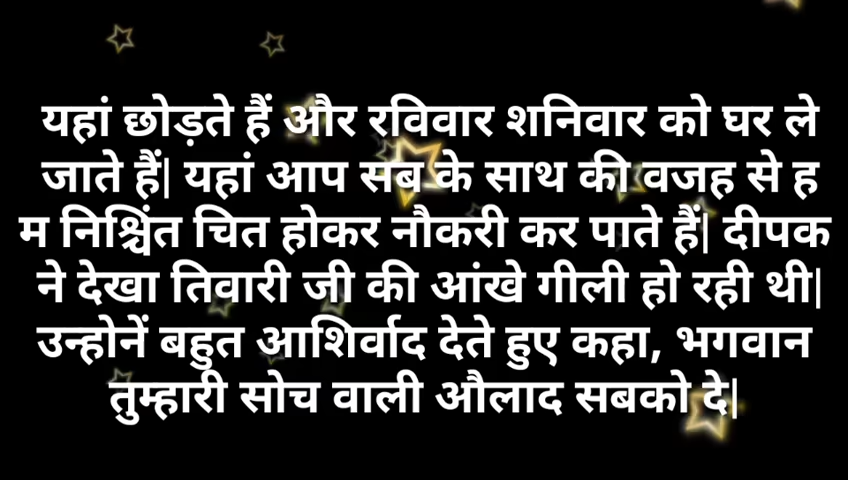 यहां छोड़ते हैं और रविवार शनिवार को घर ले
जाते हैं| यहां आप सब के साथ की वजह से ह
म निश्चिंत चित होकर नौकरी कर पाते हैं| दीपक
ने देखा तिवारी जी की आंखे गीली हो रही थी|
उन्होनें बहुत आशिर्वाद देते हुए कहा, भगवान
तुम्हारी सोच वाली औलाद सबको दे|